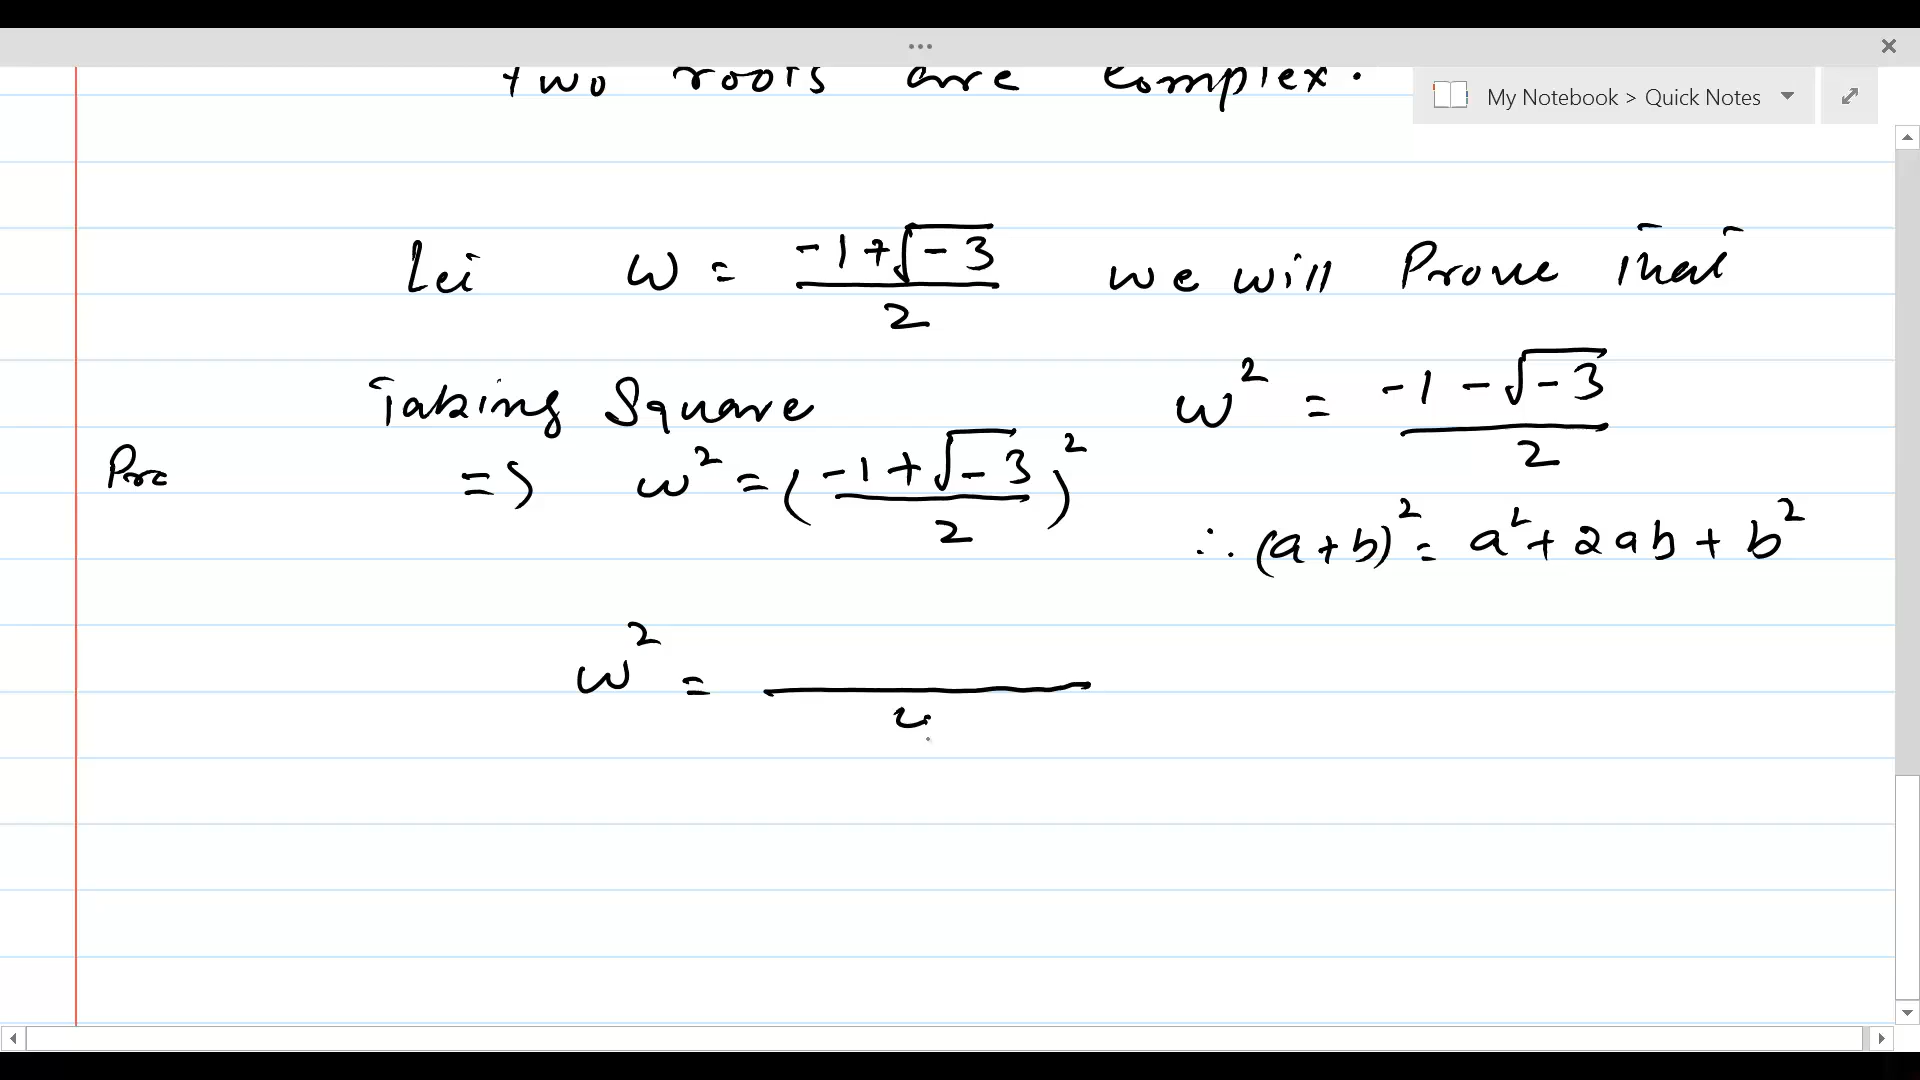 two roots are complex.
My Notebook > Quick Notes
Let w = (-1+√-3)/2 we will Prove that
Taking Square w² = (-1-√-3)/2
Pro => w² = ((-1+√-3)/2)²
∴ (a+b)² = a²+2ab+b²
w² =